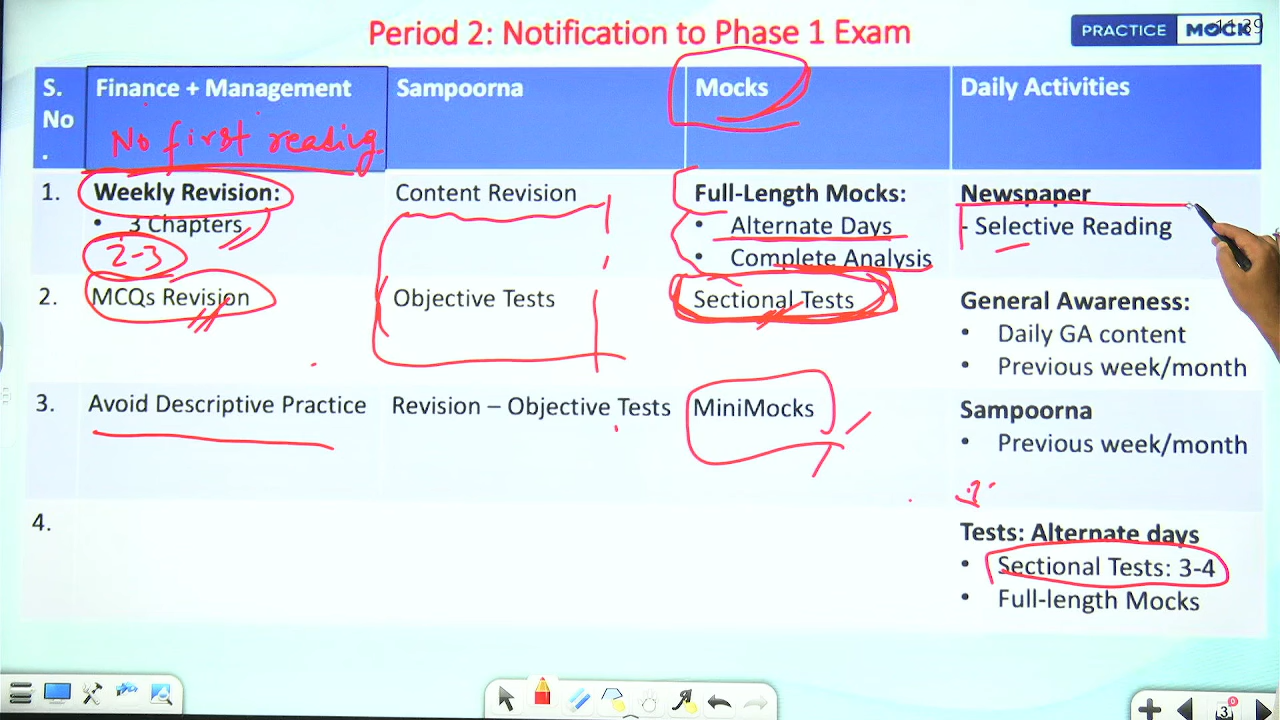 Period 2: Notification to Phase 1 Exam
PRACTICE MOCK
S. No . Finance + Management Sampoorna Mocks Daily Activities
No first reading
1. Weekly Revision: Content Revision Full-Length Mocks: Newspaper
• 3 Chapters • Alternate Days - Selective Reading
2-3 • Complete Analysis
2. MCQs Revision Objective Tests Sectional Tests General Awareness:
• Daily GA content
• Previous week/month
3. Avoid Descriptive Practice Revision – Objective Tests MiniMocks Sampoorna
• Previous week/month
4. Tests: Alternate days
• Sectional Tests: 3-4
• Full-length Mocks
3